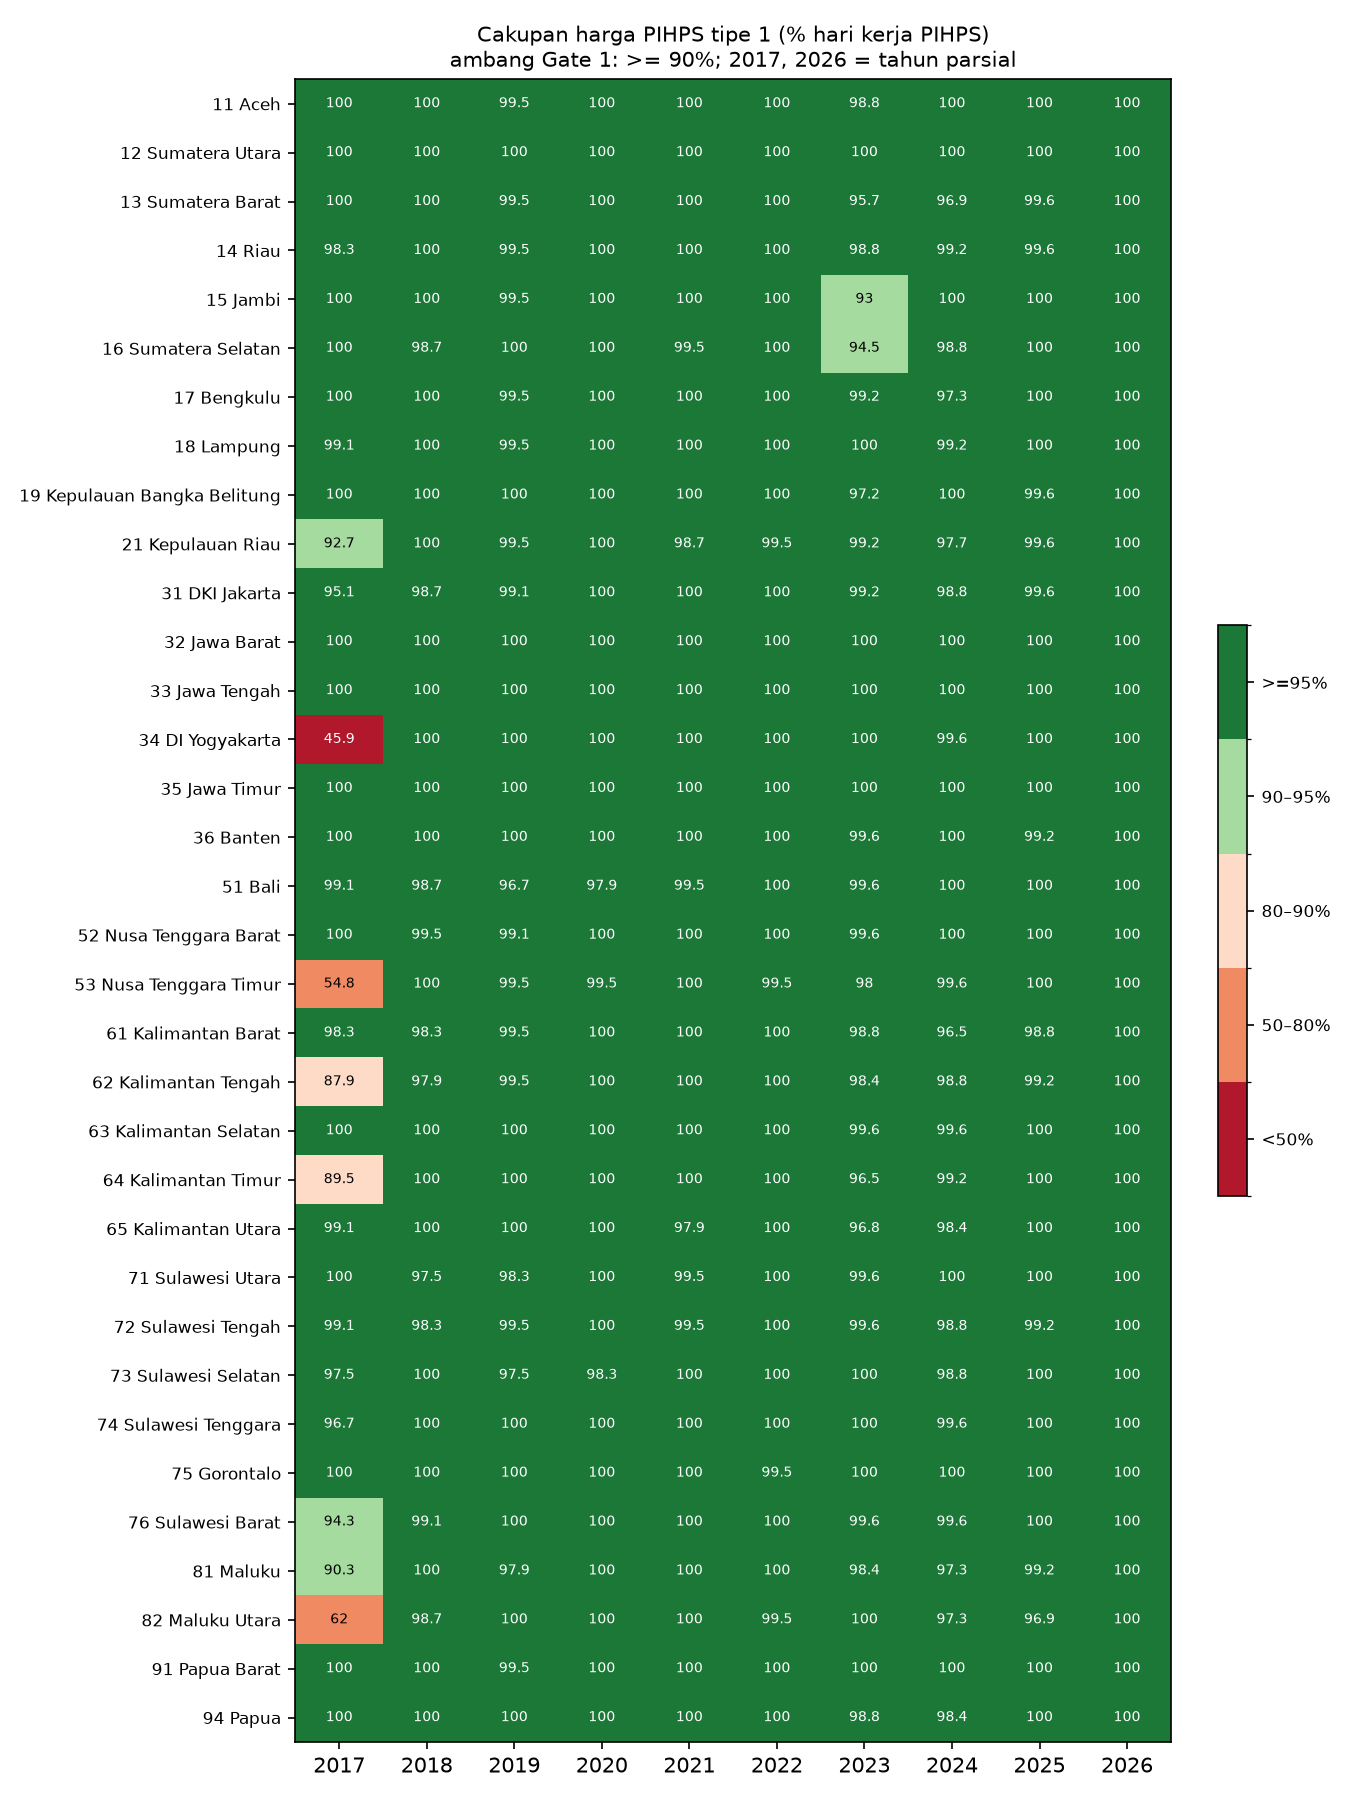 Cakupan harga PIHPS tipe 1 (% hari kerja PIHPS)
ambang Gate 1: >= 90%; 2017, 2026 = tahun parsial
11 Aceh 100 100 99.5 100 100 100 98.8 100 100 100
12 Sumatera Utara 100 100 100 100 100 100 100 100 100 100
13 Sumatera Barat 100 100 99.5 100 100 100 95.7 96.9 99.6 100
14 Riau 98.3 100 99.5 100 100 100 98.8 99.2 99.6 100
15 Jambi 100 100 99.5 100 100 100 93 100 100 100
16 Sumatera Selatan 100 98.7 100 100 99.5 100 94.5 98.8 100 100
17 Bengkulu 100 100 99.5 100 100 100 99.2 97.3 100 100
18 Lampung 99.1 100 99.5 100 100 100 100 99.2 100 100
19 Kepulauan Bangka Belitung 100 100 100 100 100 100 97.2 100 99.6 100
21 Kepulauan Riau 92.7 100 99.5 100 98.7 99.5 99.2 97.7 99.6 100
31 DKI Jakarta 95.1 98.7 99.1 100 100 100 99.2 98.8 99.6 100
32 Jawa Barat 100 100 100 100 100 100 100 100 100 100
33 Jawa Tengah 100 100 100 100 100 100 100 100 100 100
34 DI Yogyakarta 45.9 100 100 100 100 100 100 99.6 100 100
35 Jawa Timur 100 100 100 100 100 100 100 100 100 100
36 Banten 100 100 100 100 100 100 99.6 100 99.2 100
51 Bali 99.1 98.7 96.7 97.9 99.5 100 99.6 100 100 100
52 Nusa Tenggara Barat 100 99.5 99.1 100 100 100 99.6 100 100 100
53 Nusa Tenggara Timur 54.8 100 99.5 99.5 100 99.5 98 99.6 100 100
61 Kalimantan Barat 98.3 98.3 99.5 100 100 100 98.8 96.5 98.8 100
62 Kalimantan Tengah 87.9 97.9 99.5 100 100 100 98.4 98.8 99.2 100
63 Kalimantan Selatan 100 100 100 100 100 100 99.6 99.6 100 100
64 Kalimantan Timur 89.5 100 100 100 100 100 96.5 99.2 100 100
65 Kalimantan Utara 99.1 100 100 100 97.9 100 96.8 98.4 100 100
71 Sulawesi Utara 100 97.5 98.3 100 99.5 100 99.6 100 100 100
72 Sulawesi Tengah 99.1 98.3 99.5 100 99.5 100 99.6 98.8 99.2 100
73 Sulawesi Selatan 97.5 100 97.5 98.3 100 100 100 98.8 100 100
74 Sulawesi Tenggara 96.7 100 100 100 100 100 100 99.6 100 100
75 Gorontalo 100 100 100 100 100 99.5 100 100 100 100
76 Sulawesi Barat 94.3 99.1 100 100 100 100 99.6 99.6 100 100
81 Maluku 90.3 100 97.9 100 100 100 98.4 97.3 99.2 100
82 Maluku Utara 62 98.7 100 100 100 99.5 100 97.3 96.9 100
91 Papua Barat 100 100 99.5 100 100 100 100 100 100 100
94 Papua 100 100 100 100 100 100 98.8 98.4 100 100
2017 2018 2019 2020 2021 2022 2023 2024 2025 2026
>=95%
90–95%
80–90%
50–80%
<50%